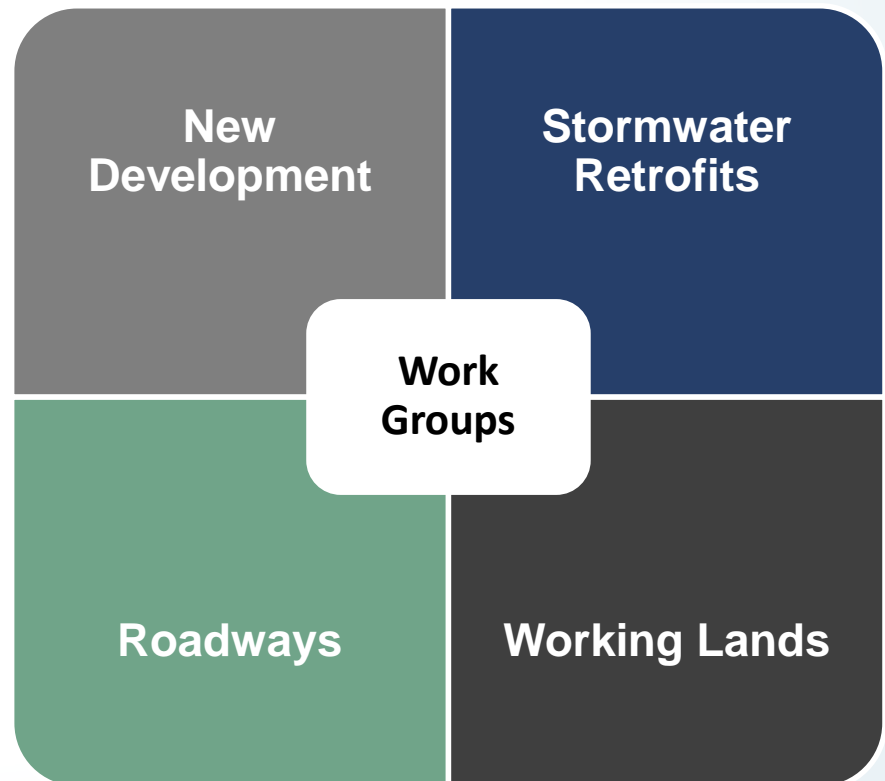 New
Development
Stormwater
Retrofits
Work
Groups
Roadways
Working Lands